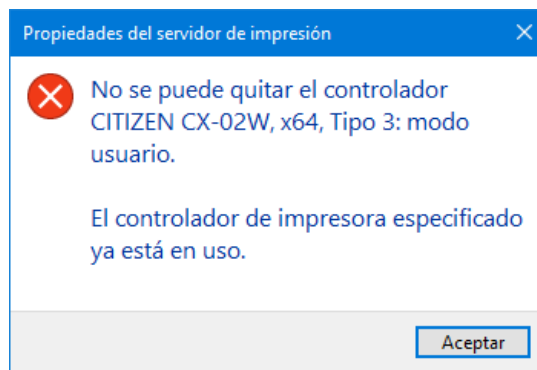 Propiedades del servidor de impresión
No se puede quitar el controlador
CITIZEN CX-02W, x64, Tipo 3: modo
usuario.
El controlador de impresora especificado
ya está en uso.
Aceptar